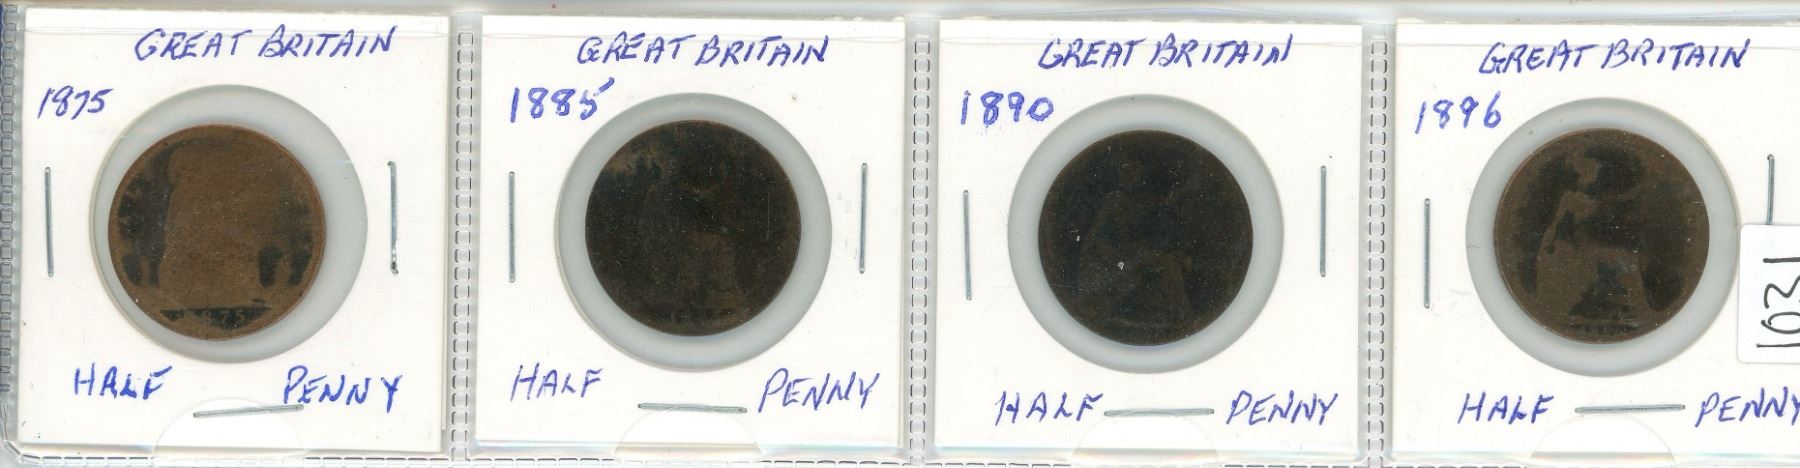 GREAT BRITAIN
1875
HALF PENNY
GREAT BRITAIN
1885
HALF PENNY
GREAT BRITAIN
1890
HALF PENNY
GREAT BRITAIN
1896
HALF PENNY
1031